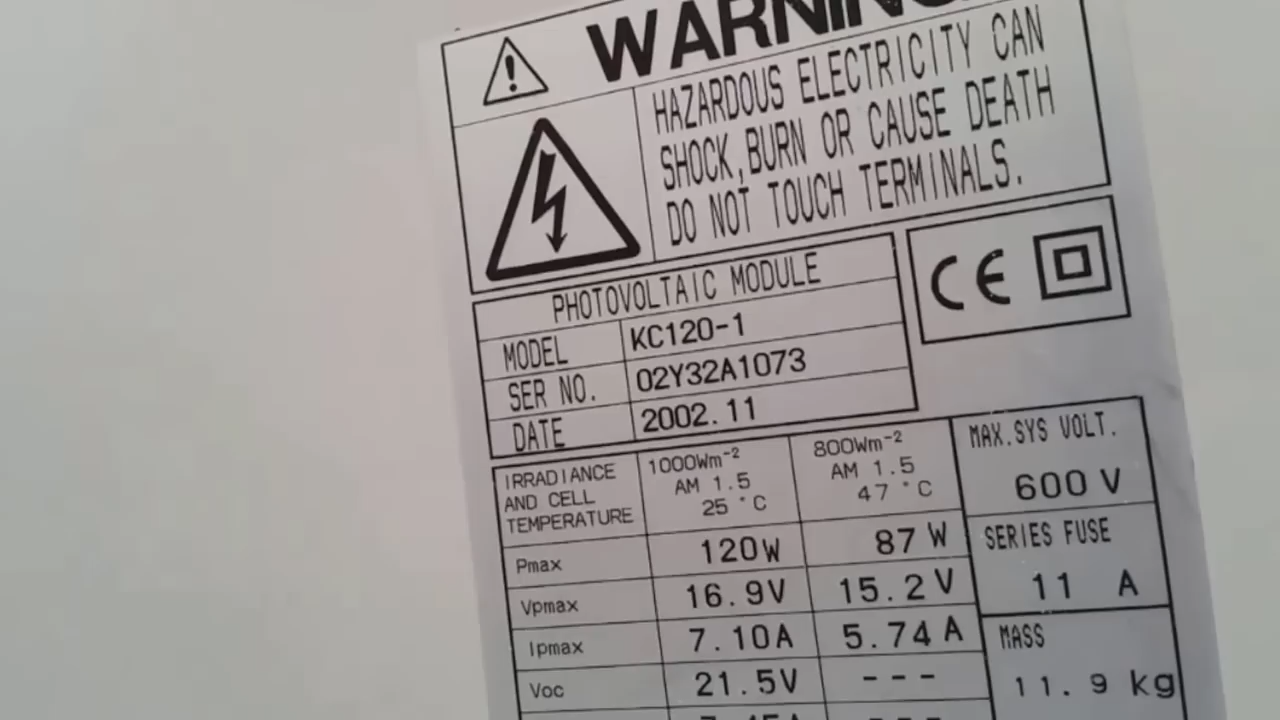 WARNING
HAZARDOUS ELECTRICITY CAN
SHOCK, BURN OR CAUSE DEATH
DO NOT TOUCH TERMINALS.
CE
PHOTOVOLTAIC MODULE
MODEL KC120-1
SER NO. 02Y32A1073
DATE 2002.11
IRRADIANCE AND CELL TEMPERATURE
1000Wm⁻² AM 1.5 25 °C
800Wm⁻² AM 1.5 47 °C
Pmax 120W 87 W
Vpmax 16.9V 15.2V
Ipmax 7.10A 5.74A
Voc 21.5V ---
MAX.SYS VOLT.
600 V
SERIES FUSE
11 A
MASS
11.9 kg